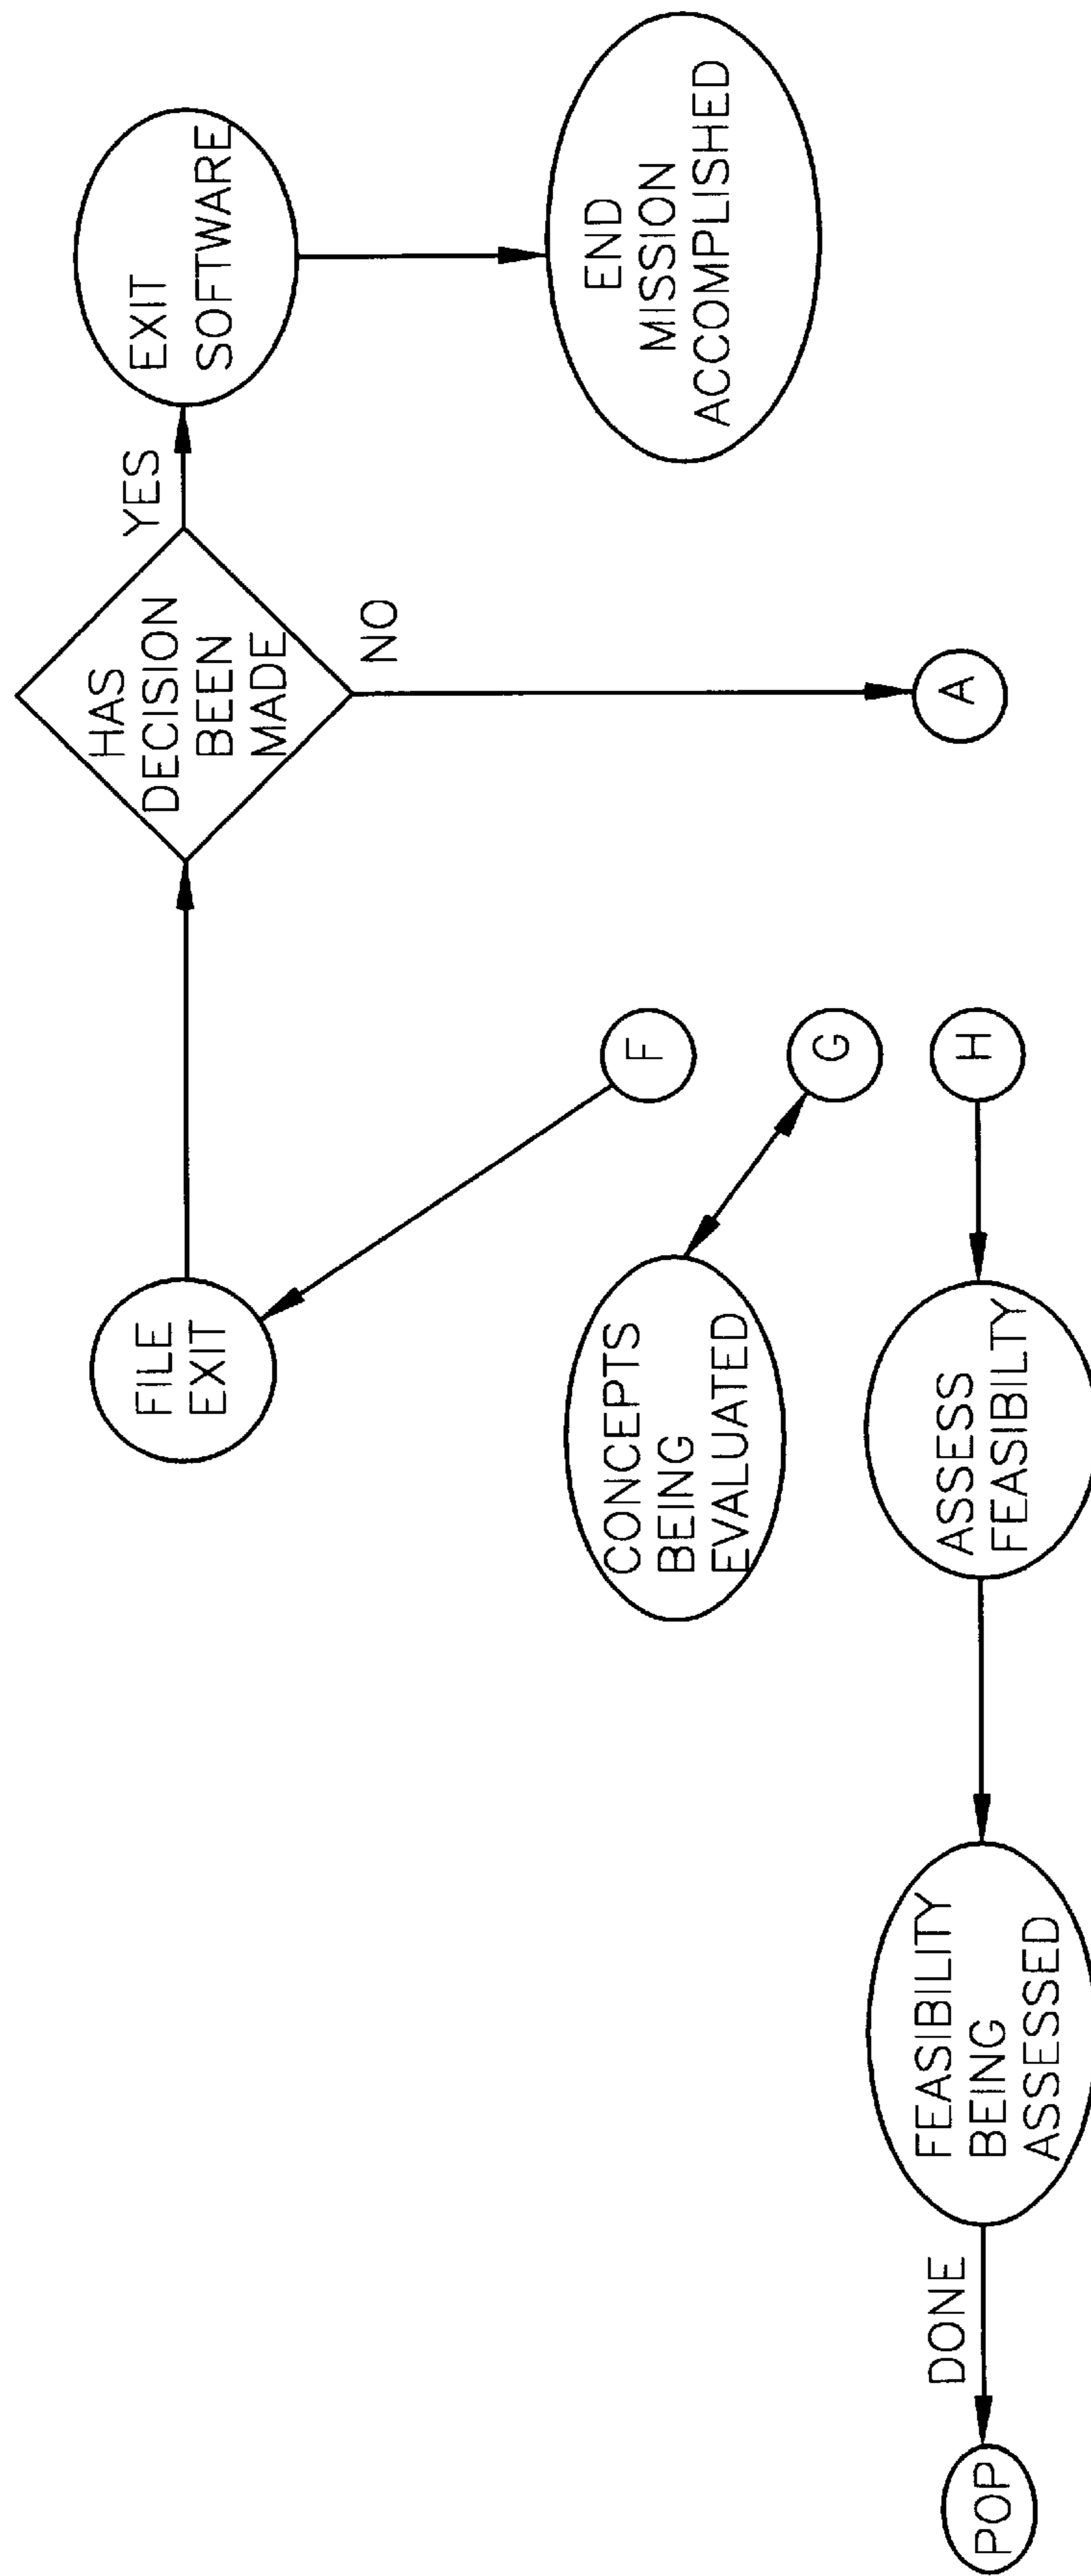 FILE
EXIT
HAS
DECISION
BEEN
MADE
YES
EXIT
SOFTWARE
NO
END
MISSION
ACCOMPLISHED
F
CONCEPTS
BEING
EVALUATED
G
POP
DONE
FEASIBILITY
BEING
ASSESSED
ASSESS
FEASIBILTY
H
A